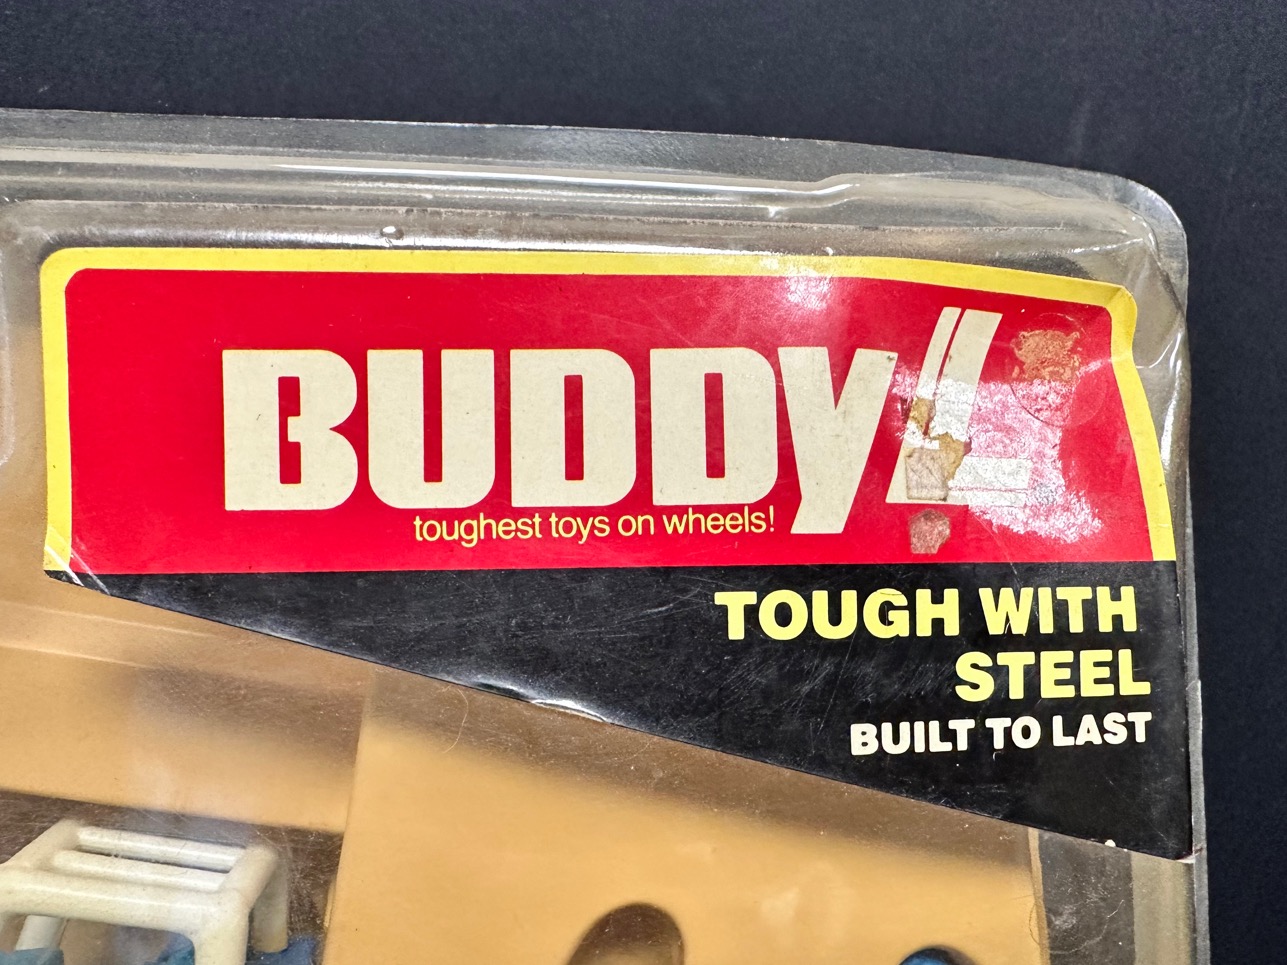 BUDDY L
toughest toys on wheels!
TOUGH WITH
STEEL
BUILT TO LAST